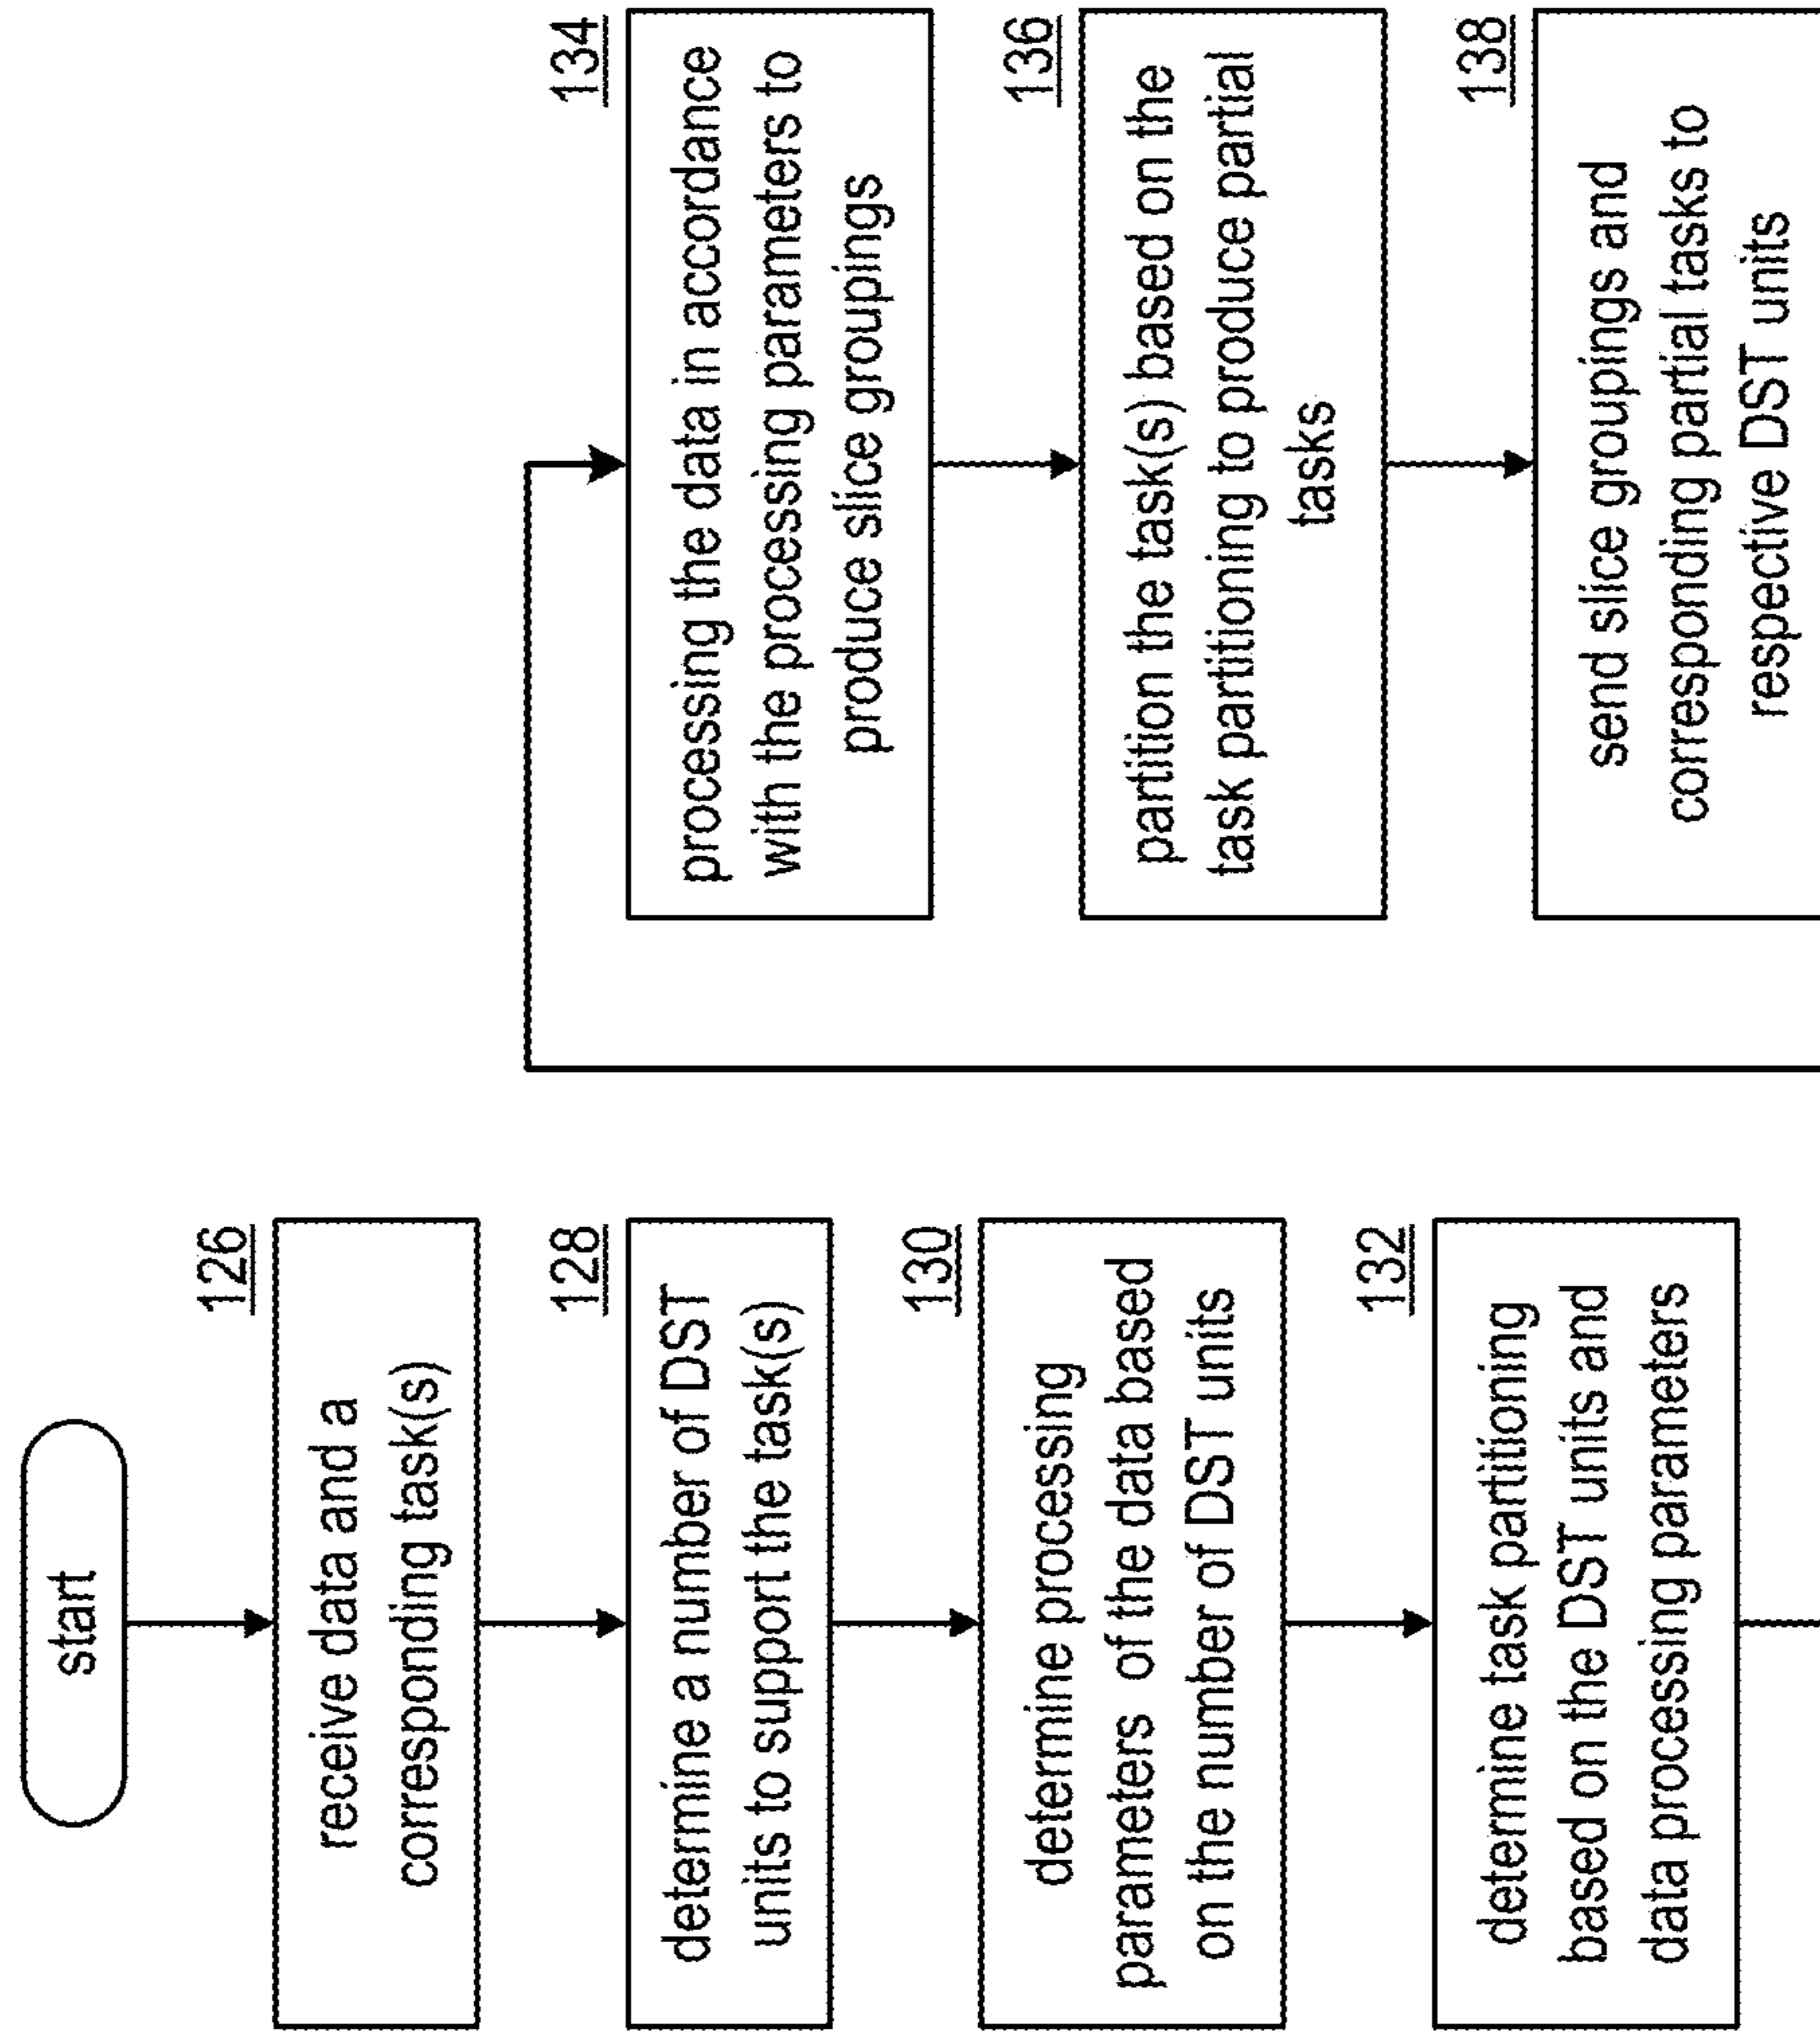 start
126
receive data and a
corresponding task(s)
128
determine a number of DST
units to support the task(s)
130
determine processing
parameters of the data based
on the number of DST units
132
determine task partitioning
based on the DST units and
data processing parameters
134
processing the data in accordance
with the processing parameters to
produce slice groupings
136
partition the task(s) based on the
task partitioning to produce partial
tasks
138
send slice groupings and
corresponding partial tasks to
respective DST units